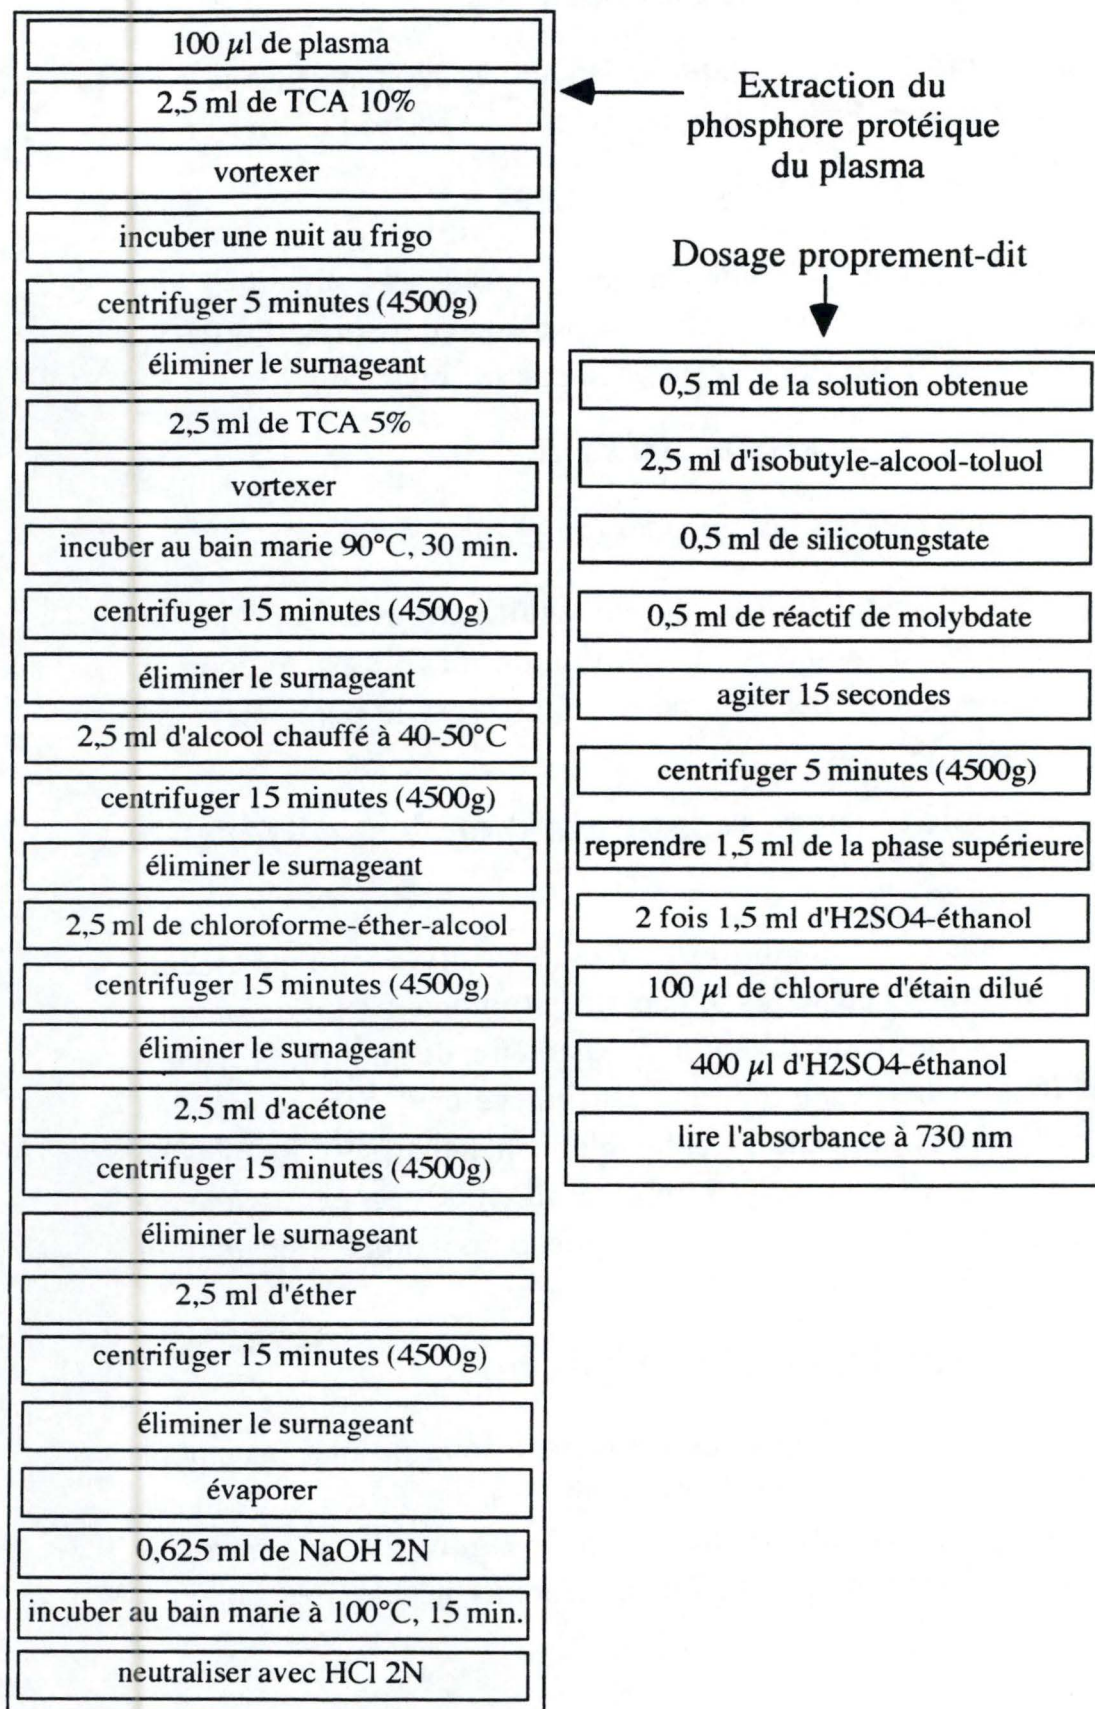 100 µl de plasma
2,5 ml de TCA 10%
vortexer
incuber une nuit au frigo
centrifuger 5 minutes (4500g)
éliminer le surnageant
2,5 ml de TCA 5%
vortexer
incuber au bain marie 90°C, 30 min.
centrifuger 15 minutes (4500g)
éliminer le surnageant
2,5 ml d'alcool chauffé à 40-50°C
centrifuger 15 minutes (4500g)
éliminer le surnageant
2,5 ml de chloroforme-éther-alcool
centrifuger 15 minutes (4500g)
éliminer le surnageant
2,5 ml d'acétone
centrifuger 15 minutes (4500g)
éliminer le surnageant
2,5 ml d'éther
centrifuger 15 minutes (4500g)
éliminer le surnageant
évaporer
0,625 ml de NaOH 2N
incuber au bain marie à 100°C, 15 min.
neutraliser avec HCl 2N
Extraction du
phosphore protéique
du plasma
Dosage proprement-dit
0,5 ml de la solution obtenue
2,5 ml d'isobutyle-alcool-toluol
0,5 ml de silicotungstate
0,5 ml de réactif de molybdate
agiter 15 secondes
centrifuger 5 minutes (4500g)
reprendre 1,5 ml de la phase supérieure
2 fois 1,5 ml d'H2SO4-éthanol
100 µl de chlorure d'étain dilué
400 µl d'H2SO4-éthanol
lire l'absorbance à 730 nm